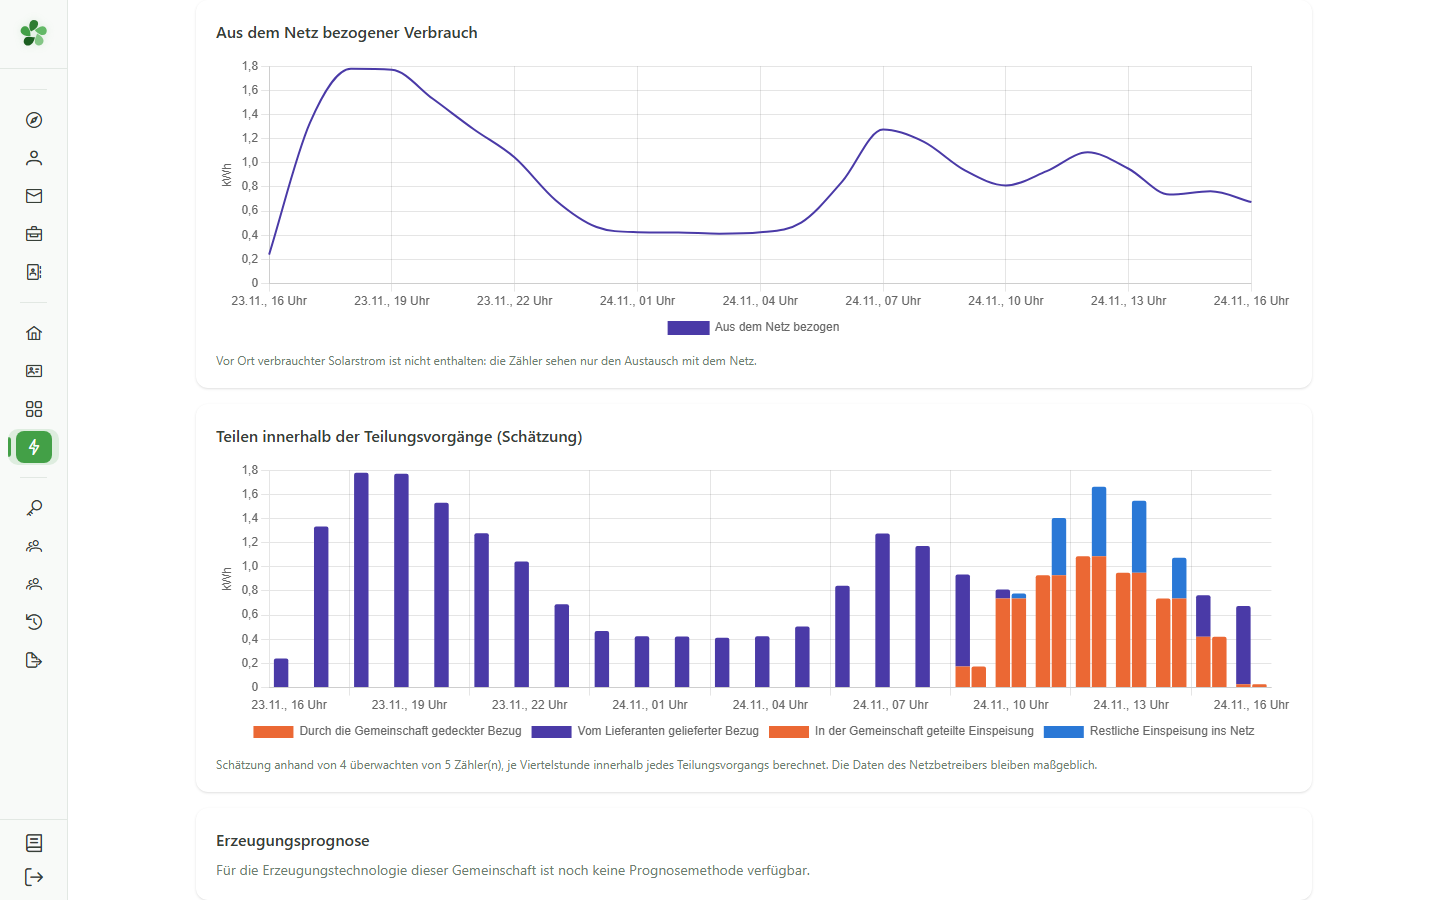 Aus dem Netz bezogener Verbrauch
1,8
1,6
1,4
1,2
1,0
0,8
0,6
0,4
0,2
0
kWh
23.11., 16 Uhr 23.11., 19 Uhr 23.11., 22 Uhr 24.11., 01 Uhr 24.11., 04 Uhr 24.11., 07 Uhr 24.11., 10 Uhr 24.11., 13 Uhr 24.11., 16 Uhr
Aus dem Netz bezogen
Vor Ort verbrauchter Solarstrom ist nicht enthalten: die Zähler sehen nur den Austausch mit dem Netz.
Teilen innerhalb der Teilungsvorgänge (Schätzung)
1,8
1,6
1,4
1,2
1,0
0,8
0,6
0,4
0,2
0
kWh
23.11., 16 Uhr 23.11., 19 Uhr 23.11., 22 Uhr 24.11., 01 Uhr 24.11., 04 Uhr 24.11., 07 Uhr 24.11., 10 Uhr 24.11., 13 Uhr 24.11., 16 Uhr
Durch die Gemeinschaft gedeckter Bezug Vom Lieferanten gelieferter Bezug In der Gemeinschaft geteilte Einspeisung Restliche Einspeisung ins Netz
Schätzung anhand von 4 überwachten von 5 Zähler(n), je Viertelstunde innerhalb jedes Teilungsvorgangs berechnet. Die Daten des Netzbetreibers bleiben maßgeblich.
Erzeugungsprognose
Für die Erzeugungstechnologie dieser Gemeinschaft ist noch keine Prognosemethode verfügbar.